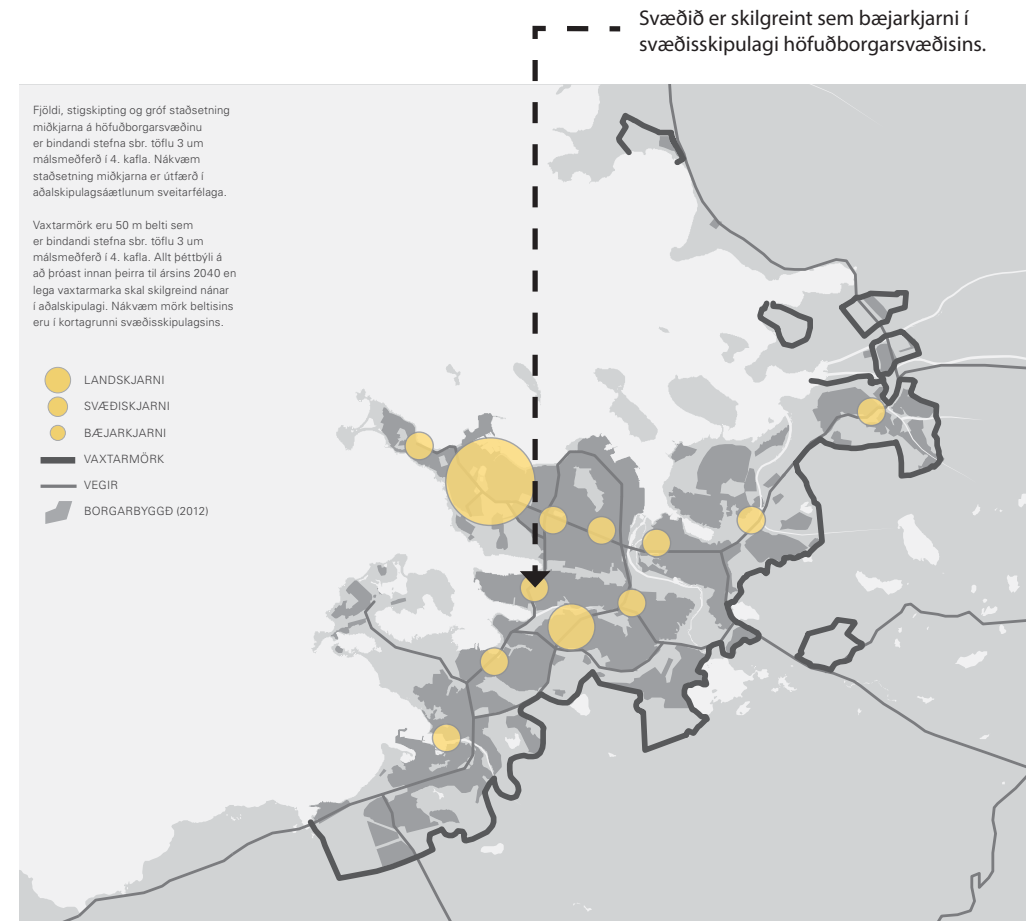 Svæðið er skilgreint sem bæjarkjarni í
svæðisskipulagi höfuðborgarsvæðisins.
Fjöldi, stigskipting og gróf staðsetning
miðkjarna á höfuðborgarsvæðinu
er bindandi stefna sbr. töflu 3 um
málsmeðferð í 4. kafla. Nákvæm
staðsetning miðkjarna er útfærð í
aðalskipulagsáætlunum sveitarfélaga.
Vaxtarmörk eru 50 m belti sem
er bindandi stefna sbr. töflu 3 um
málsmeðferð í 4. kafla. Allt þéttbýli á
að þróast innan þeirra til ársins 2040 en
lega vaxtarmarka skal skilgreind nánar
í aðalskipulagi. Nákvæm mörk beltisins
eru í kortagrunni svæðisskipulagsins.
LANDSKJARNI
SVÆÐISKJARNI
BÆJARKJARNI
VAXTARMÖRK
VEGIR
BORGARBYGGÐ (2012)